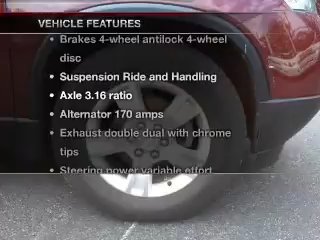 VEHICLE FEATURES
• Brakes 4-wheel antilock 4-wheel
disc
• Suspension Ride and Handling
• Axle 3.16 ratio
• Alternator 170 amps
• Exhaust double dual with chrome
tips
• Steering power variable effort